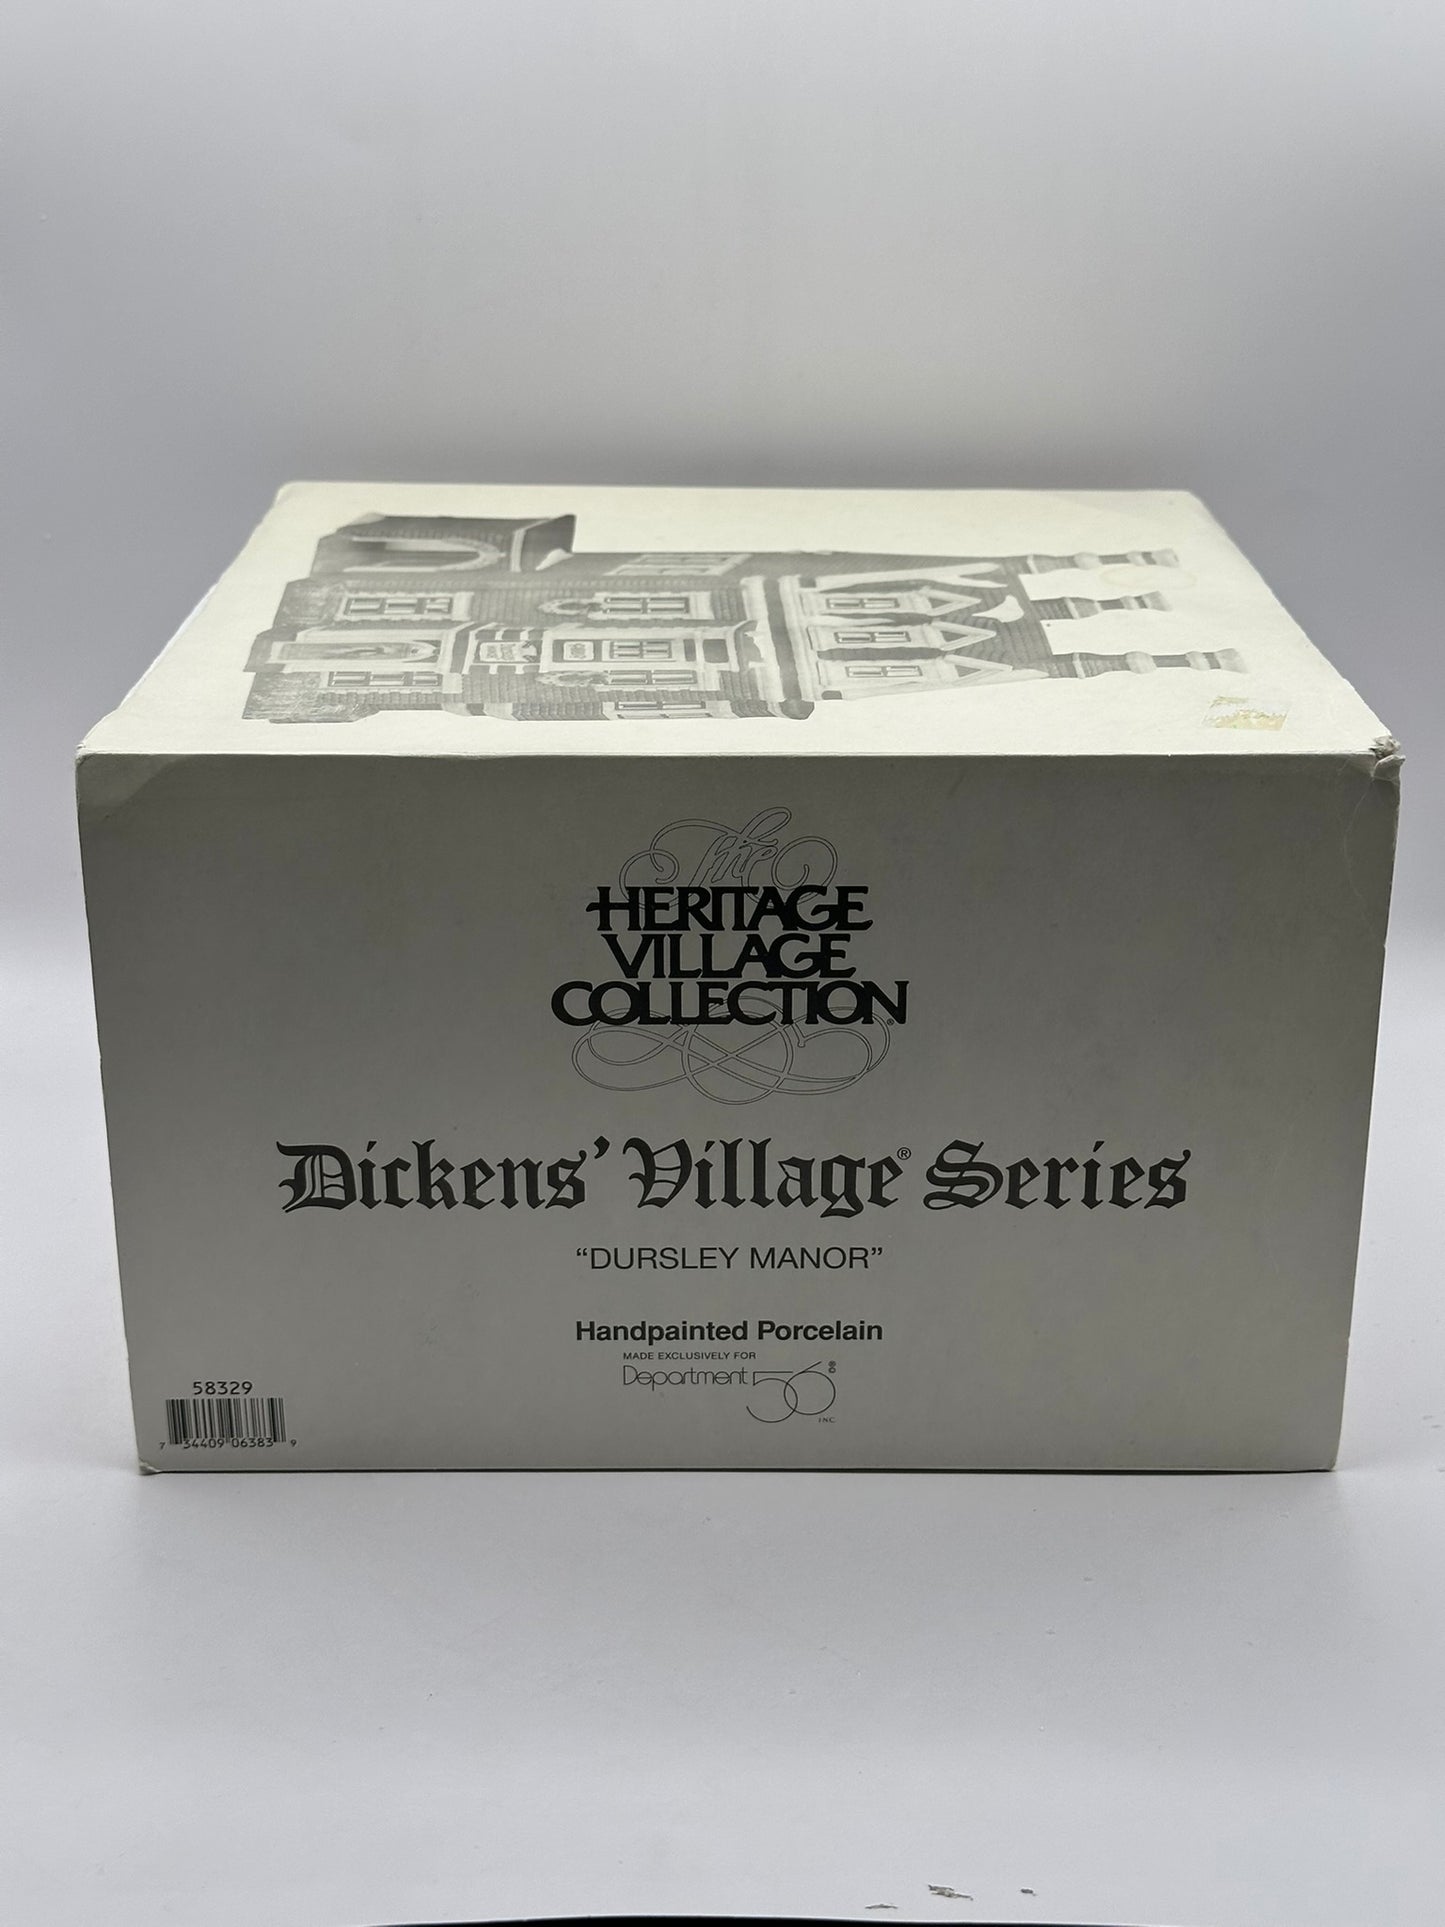 The
HERITAGE
VILLAGE
COLLECTION®
Dickens' Village® Series
“DURSLEY MANOR”
Handpainted Porcelain
MADE EXCLUSIVELY FOR
Department 56®©
INC.
58329
7 34409 06383 9